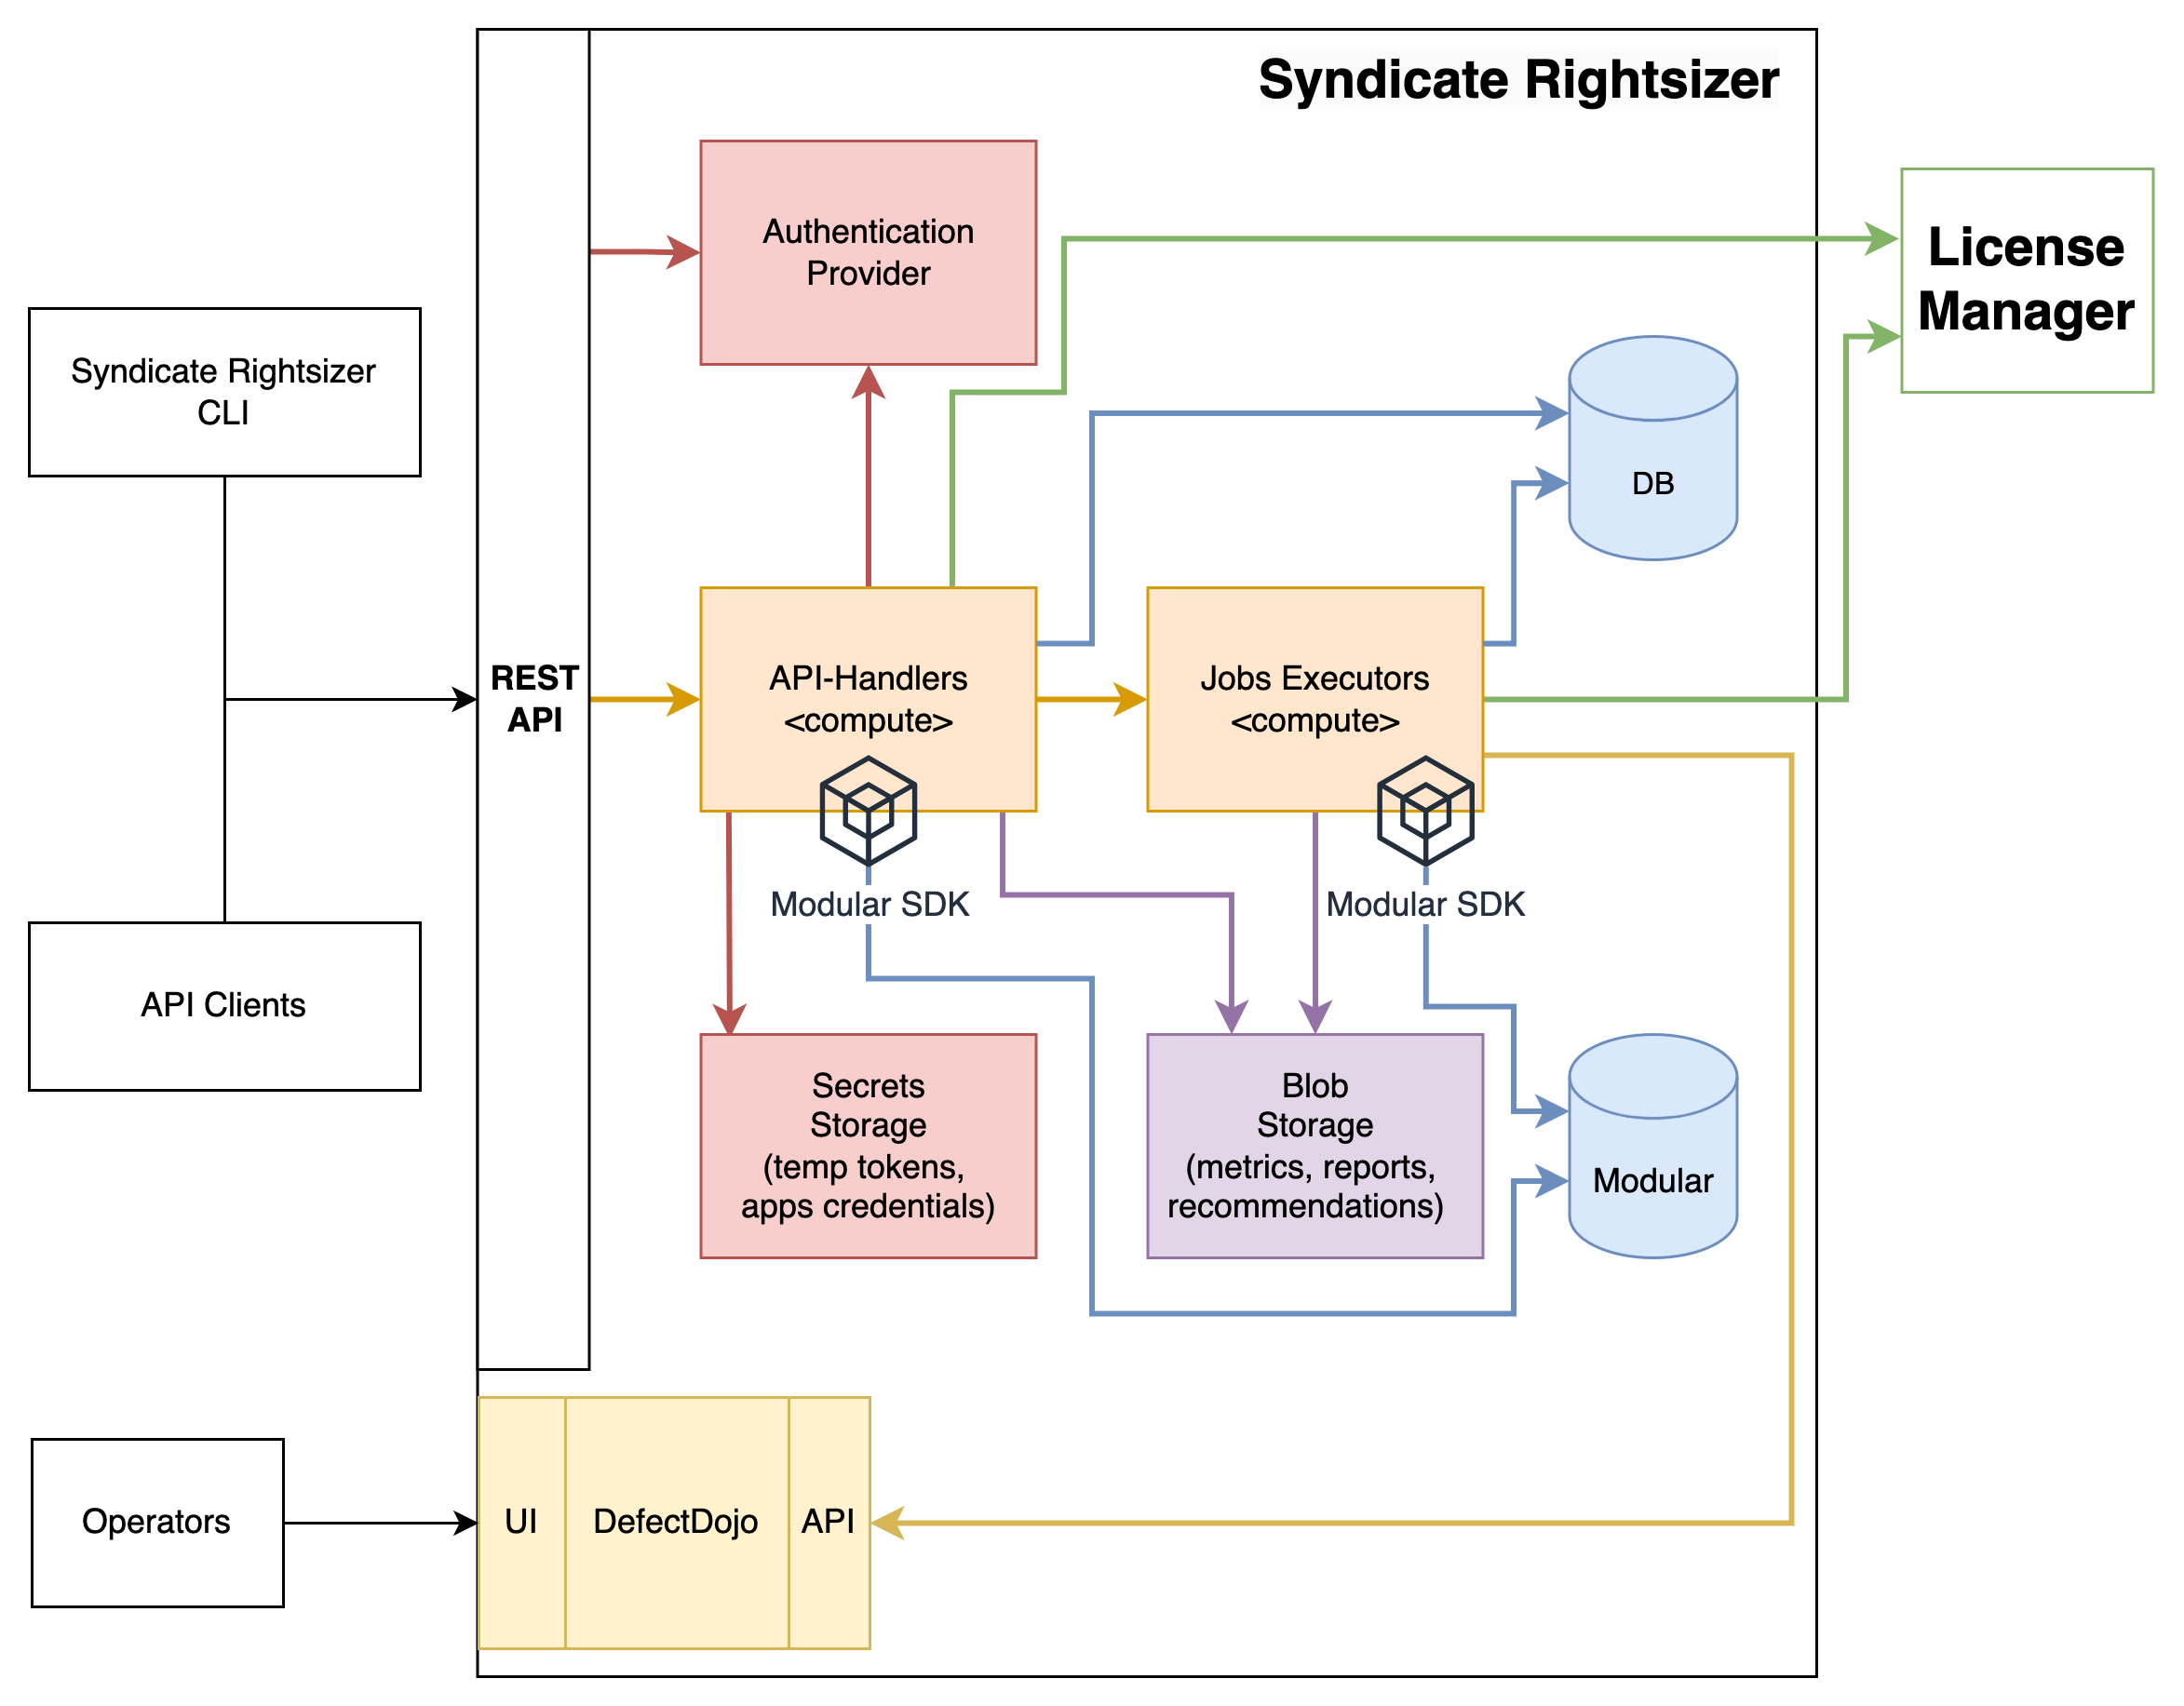 Syndicate Rightsizer
Authentication
Provider
License
Manager
Syndicate Rightsizer
CLI
DB
REST
API
API-Handlers
<compute>
Jobs Executors
<compute>
Modular SDK
Modular SDK
API Clients
Secrets
Storage
(temp tokens,
apps credentials)
Blob
Storage
(metrics, reports,
recommendations)
Modular
Operators
UI
DefectDojo
API